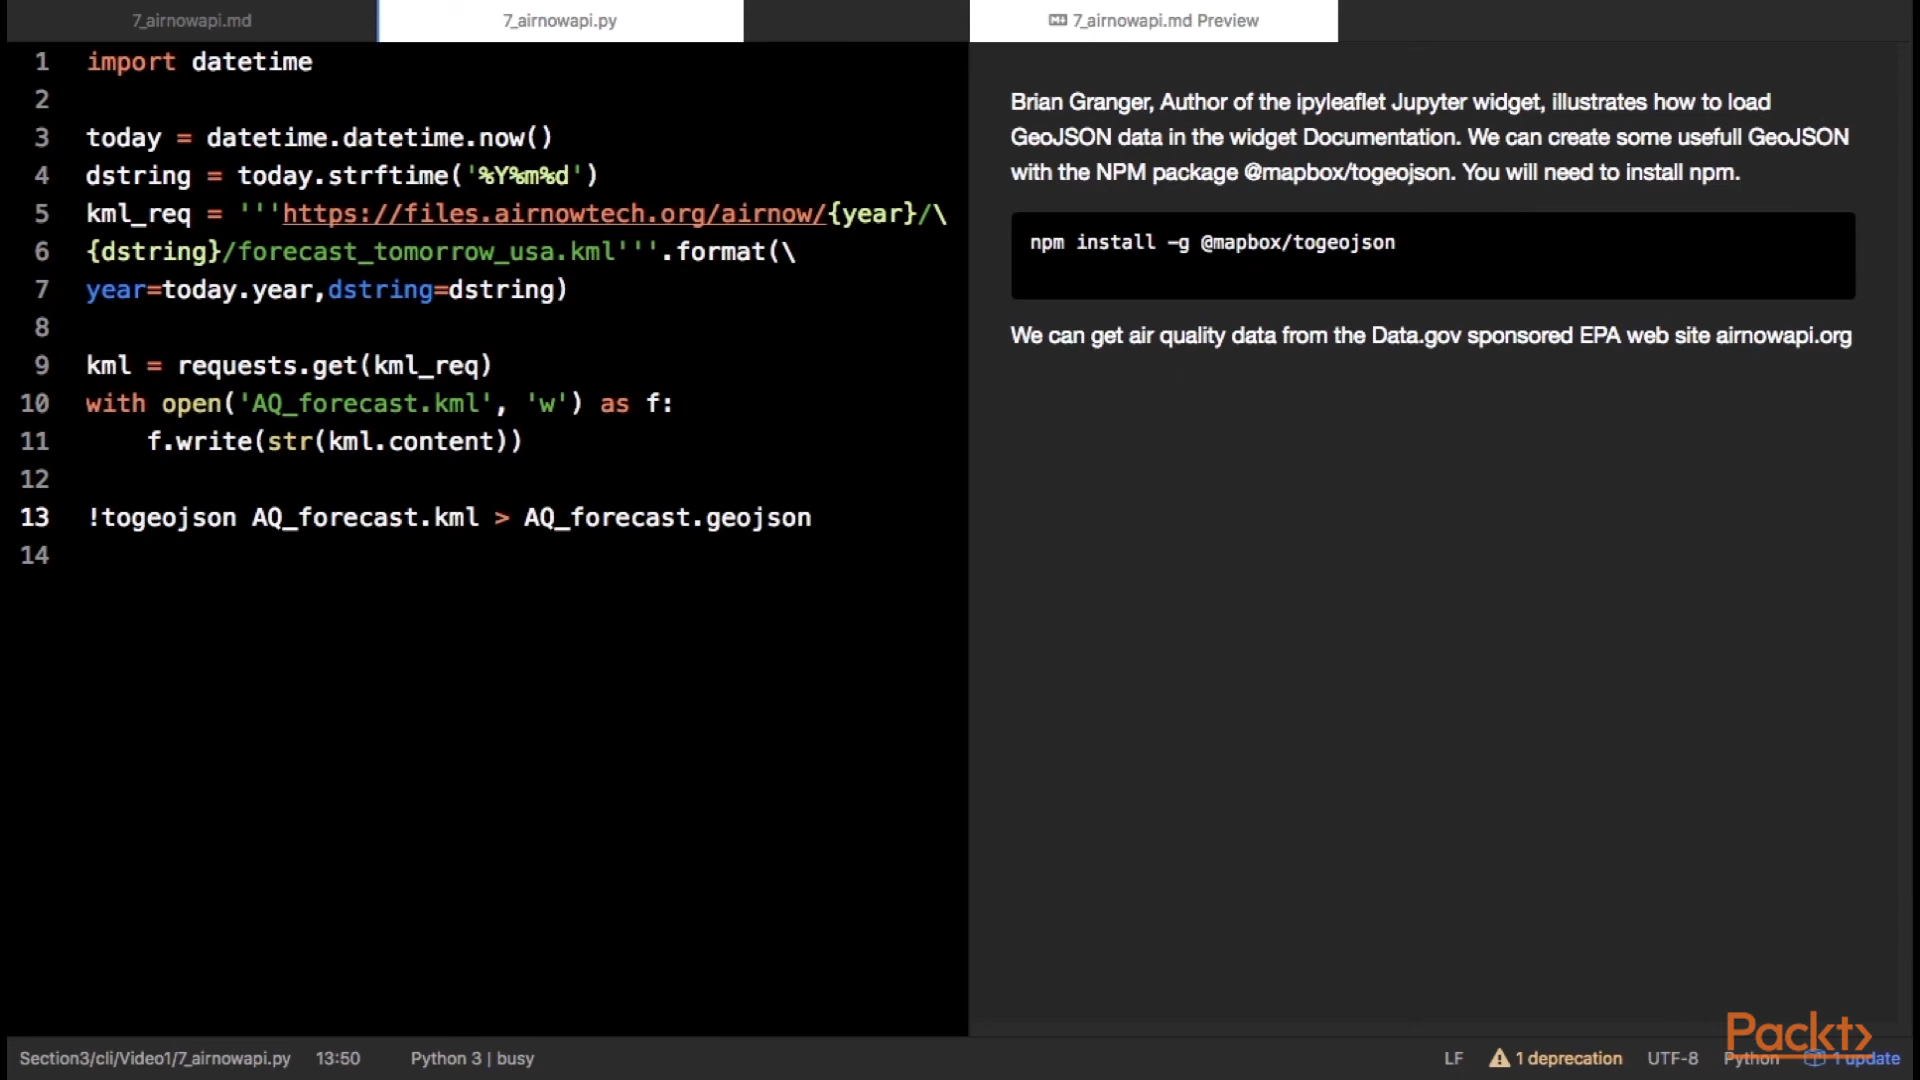 7_airnowapi.md
7_airnowapi.py
7_airnowapi.md Preview
1 import datetime
2
3 today = datetime.datetime.now()
4 dstring = today.strftime('%Y%m%d')
5 kml_req = '''https://files.airnowtech.org/airnow/{year}/\
6 {dstring}/forecast_tomorrow_usa.kml'''.format(\
7 year=today.year,dstring=dstring)
8
9 kml = requests.get(kml_req)
10 with open('AQ_forecast.kml', 'w') as f:
11     f.write(str(kml.content))
12
13 !togeojson AQ_forecast.kml > AQ_forecast.geojson
14
Brian Granger, Author of the ipyleaflet Jupyter widget, illustrates how to load
GeoJSON data in the widget Documentation. We can create some usefull GeoJSON
with the NPM package @mapbox/togeojson. You will need to install npm.
npm install -g @mapbox/togeojson
We can get air quality data from the Data.gov sponsored EPA web site airnowapi.org
Packt>
Section3/cli/Video1/7_airnowapi.py 13:50 Python 3 | busy
LF 1 deprecation UTF-8 Python 1 update